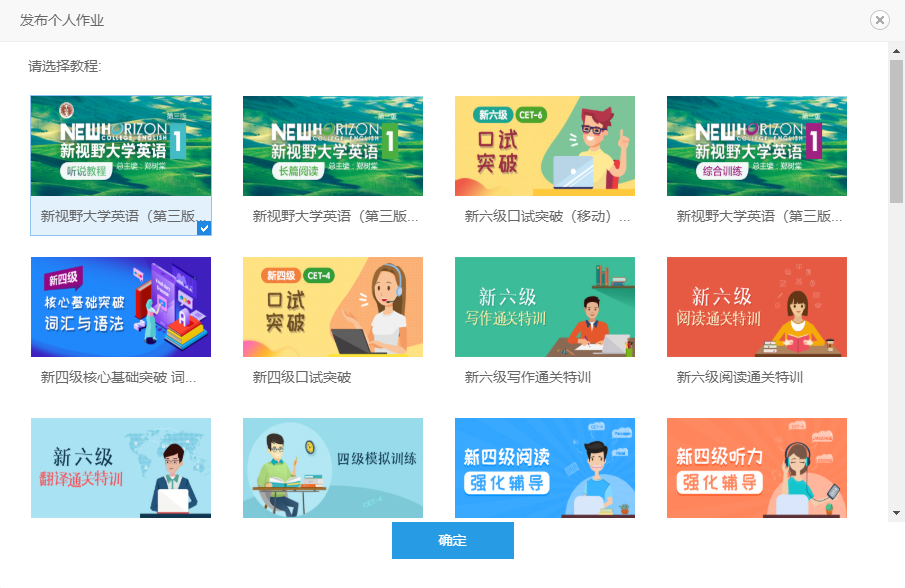 发布个人作业
请选择教程:
第三版
NEW HORIZON
COLLEGE ENGLISH
新视野大学英语 1
听说教程 总主编 郑树棠
新视野大学英语（第三版...
第三版
NEW HORIZON
COLLEGE ENGLISH
新视野大学英语 1
长篇阅读 总主编 郑树棠
新视野大学英语（第三版...
新六级 CET-6
口试
突破
新六级口试突破（移动）...
第三版
NEW HORIZON
COLLEGE ENGLISH
新视野大学英语 1
综合训练 总主编 郑树棠
新视野大学英语（第三版...
新四级
核心基础突破
词汇与语法
新四级核心基础突破 词...
新四级 CET-4
口试
突破
新四级口试突破
新六级
写作通关特训
新六级写作通关特训
新六级
阅读通关特训
新六级阅读通关特训
新六级
翻译通关特训
四级模拟训练
CET-4
新四级阅读
强化辅导
新四级听力
强化辅导
确定